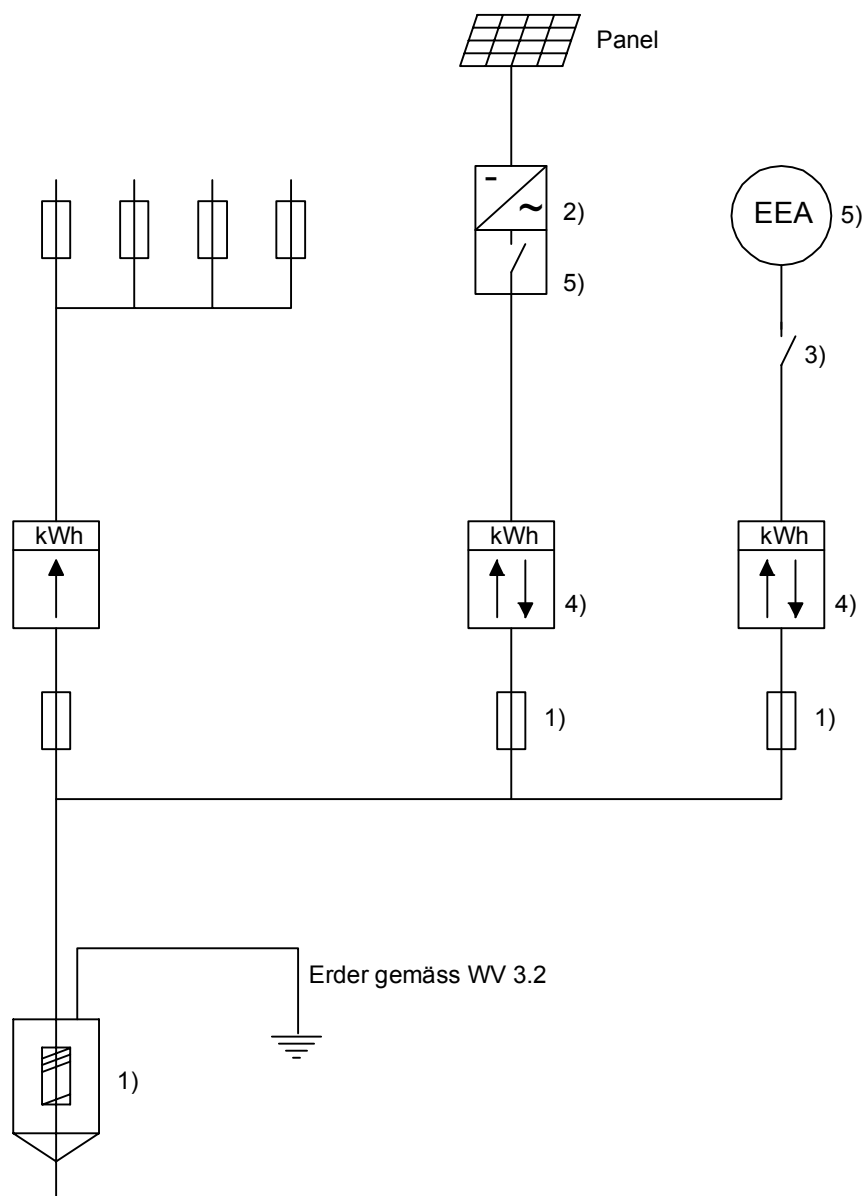 Panel
-
~
2)
EEA
5)
5)
3)
kWh
kWh
kWh
4)
4)
1)
1)
Erder gemäss WV 3.2
1)